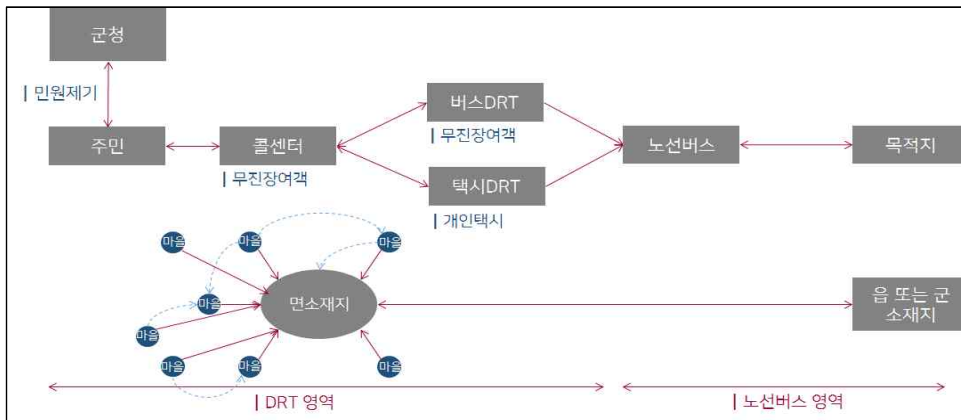 군청
| 민원제기
주민
콜센터
| 무진장여객
버스DRT
| 무진장여객
택시DRT
| 개인택시
노선버스
목적지
마을
마을
마을
마을
마을
마을
마을
마을
면소재지
읍 또는 군
소재지
| DRT 영역
| 노선버스 영역